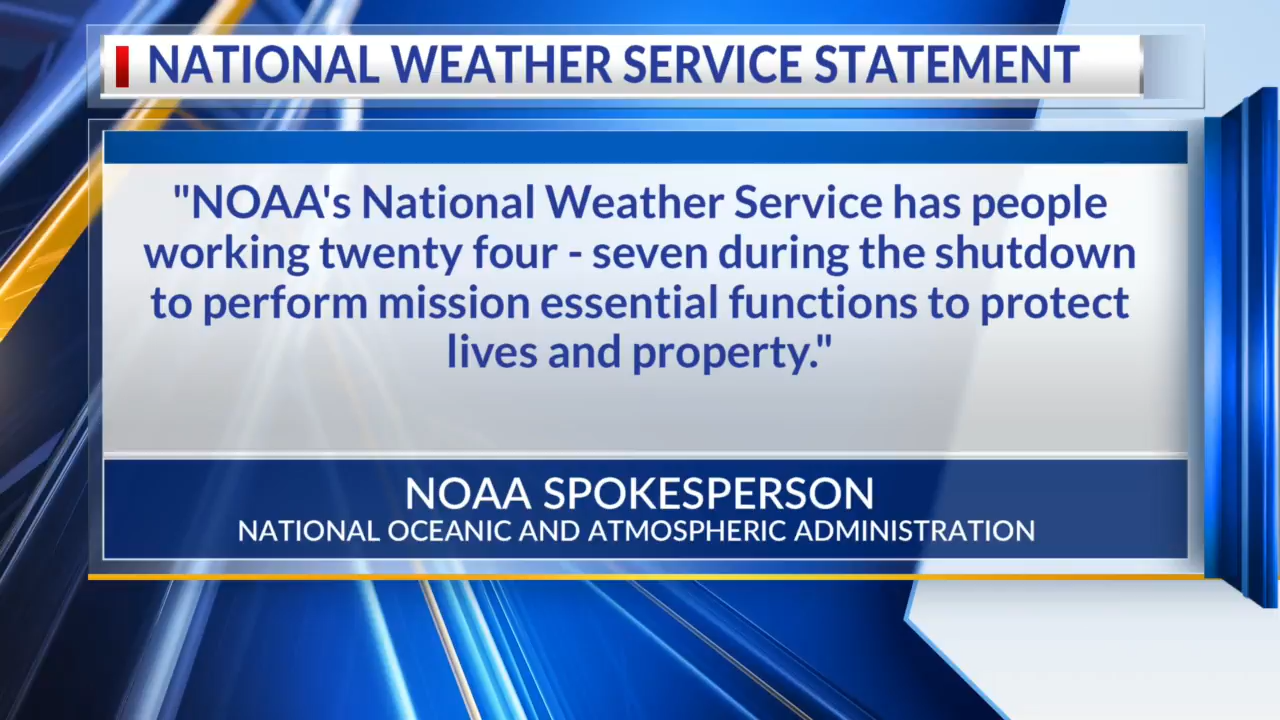 NATIONAL WEATHER SERVICE STATEMENT
"NOAA's National Weather Service has people
working twenty four - seven during the shutdown
to perform mission essential functions to protect
lives and property."
NOAA SPOKESPERSON
NATIONAL OCEANIC AND ATMOSPHERIC ADMINISTRATION